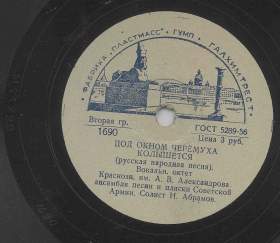 ФАБРИКА „ПЛАСТМАСС" ГУМП ГАЛХИМТРЕСТ
Вторая гр.
1690
ГОСТ 5289-56
Цена 3 руб.
ПОД ОКНОМ ЧЕРЕМУХА
КОЛЫШЕТСЯ
(русская народная песня).
Вокальн. октет
Краснозн. им. А. В. Александрова
ансамбля песни и пляски Советской
Армии. Солист И. Абрамов.